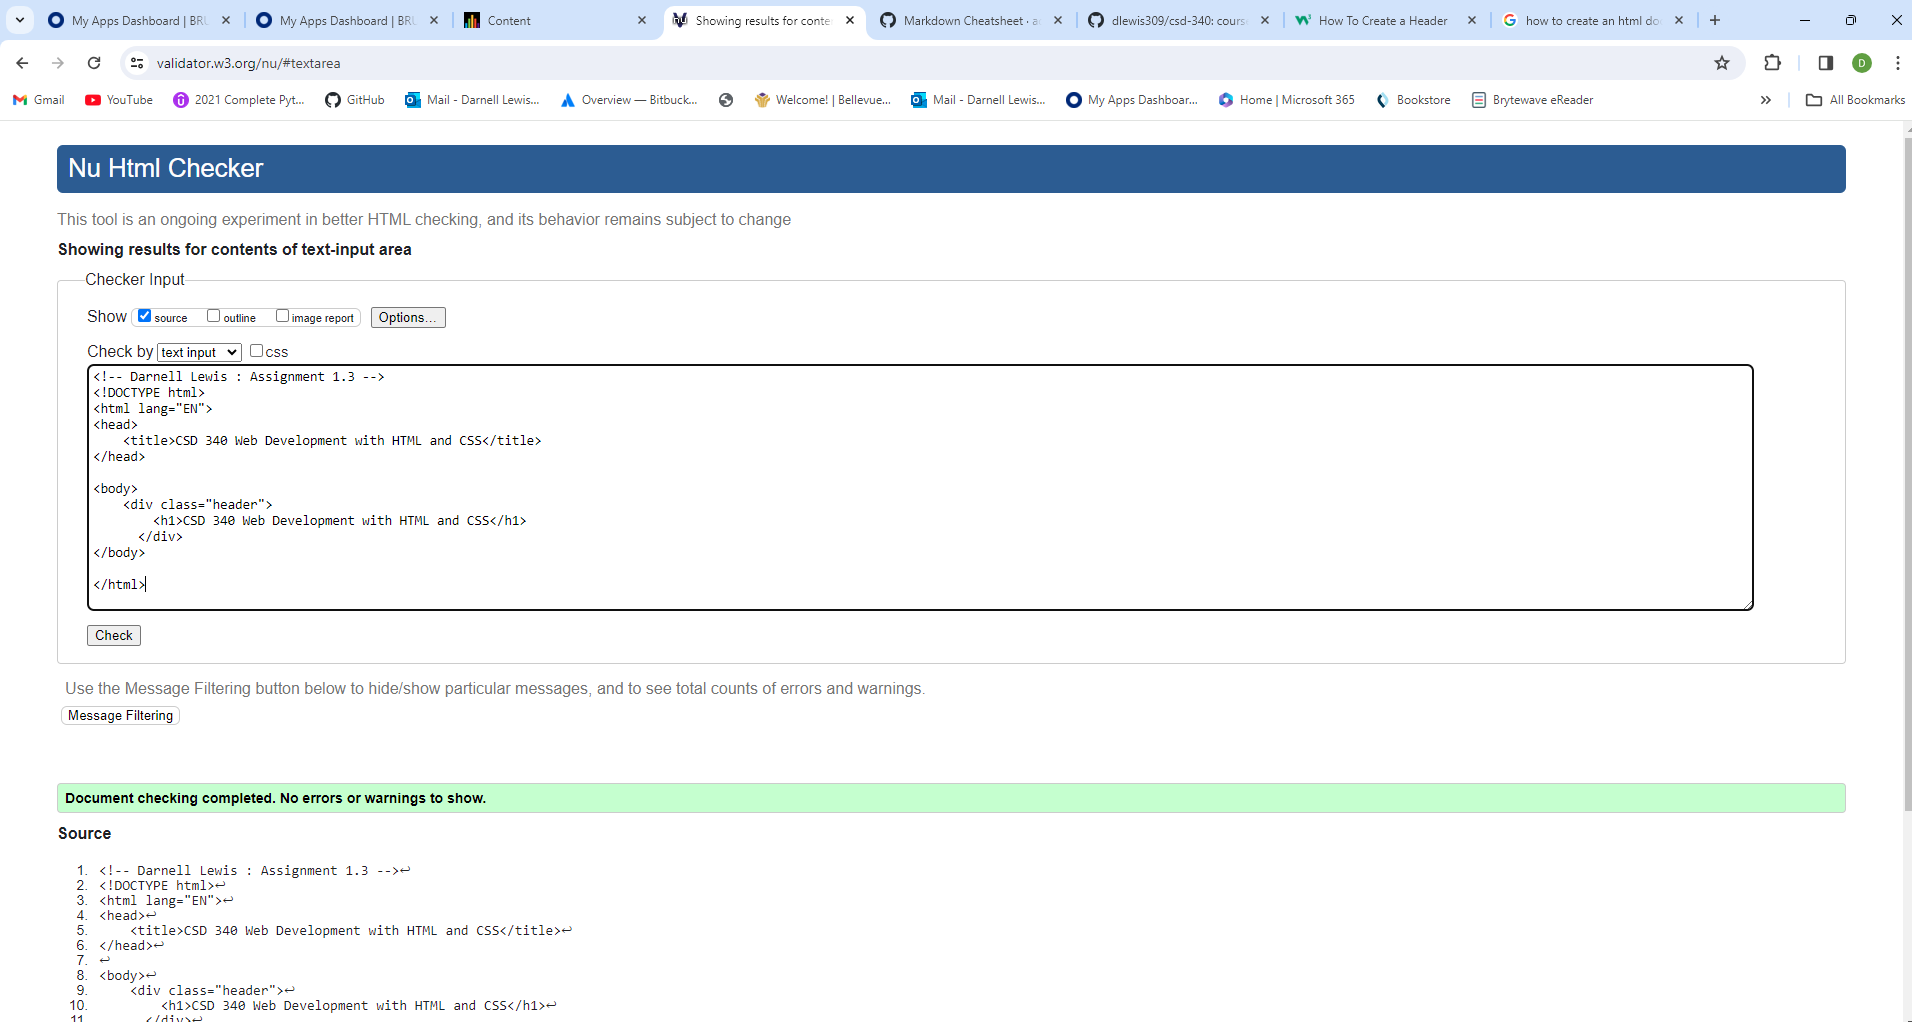 My Apps Dashboard | BRU
My Apps Dashboard | BRU
Content
Showing results for conte
Markdown Cheatsheet · a
dlewis309/csd-340: cours
How To Create a Header
how to create an html do
validator.w3.org/nu/#textarea
D
Gmail
YouTube
2021 Complete Pyt...
GitHub
Mail - Darnell Lewis...
Overview — Bitbuck...
Welcome! | Bellevue...
Mail - Darnell Lewis...
My Apps Dashboar...
Home | Microsoft 365
Bookstore
Brytewave eReader
All Bookmarks
Nu Html Checker
This tool is an ongoing experiment in better HTML checking, and its behavior remains subject to change
Showing results for contents of text-input area
Checker Input
Show source outline image report Options...
Check by text input css
<!-- Darnell Lewis : Assignment 1.3 -->
<!DOCTYPE html>
<html lang="EN">
<head>
    <title>CSD 340 Web Development with HTML and CSS</title>
</head>
<body>
    <div class="header">
        <h1>CSD 340 Web Development with HTML and CSS</h1>
      </div>
</body>
</html>
Check
Use the Message Filtering button below to hide/show particular messages, and to see total counts of errors and warnings.
Message Filtering
Document checking completed. No errors or warnings to show.
Source
1. <!-- Darnell Lewis : Assignment 1.3 -->↩
2. <!DOCTYPE html>↩
3. <html lang="EN">↩
4. <head>↩
5.     <title>CSD 340 Web Development with HTML and CSS</title>↩
6. </head>↩
7. ↩
8. <body>↩
9.     <div class="header">↩
10.         <h1>CSD 340 Web Development with HTML and CSS</h1>↩
11.       </div>↩